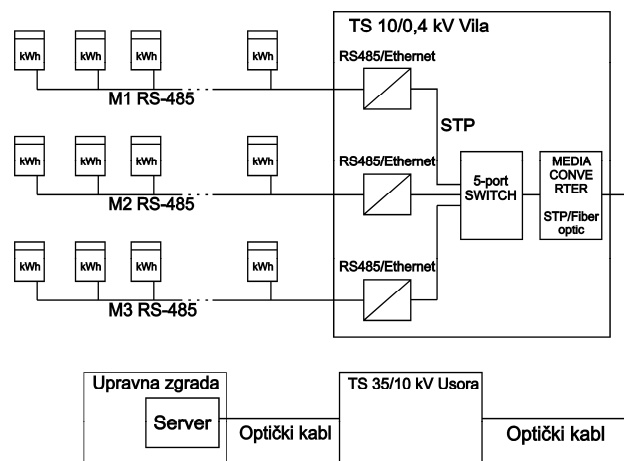 TS 10/0,4 kV Vila
kWh kWh kWh kWh
RS485/Ethernet
M1 RS-485
STP
kWh kWh kWh kWh
RS485/Ethernet
M2 RS-485
5-port
SWITCH
MEDIA
CONVE
RTER
STP/Fiber
optic
kWh kWh kWh kWh
RS485/Ethernet
M3 RS-485
Upravna zgrada
Server
Optički kabl
TS 35/10 kV Usora
Optički kabl